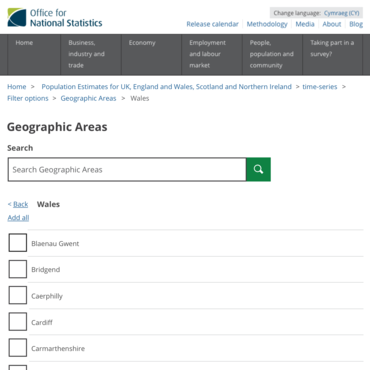 Office for
National Statistics
Change language: Cymraeg (CY)
Release calendar Methodology Media About Blog
Home
Business,
industry and
trade
Economy
Employment
and labour
market
People,
population and
community
Taking part in a
survey?
Home > Population Estimates for UK, England and Wales, Scotland and Northern Ireland > time-series >
Filter options > Geographic Areas > Wales
Geographic Areas
Search
Search Geographic Areas
< Back Wales
Add all
Blaenau Gwent
Bridgend
Caerphilly
Cardiff
Carmarthenshire